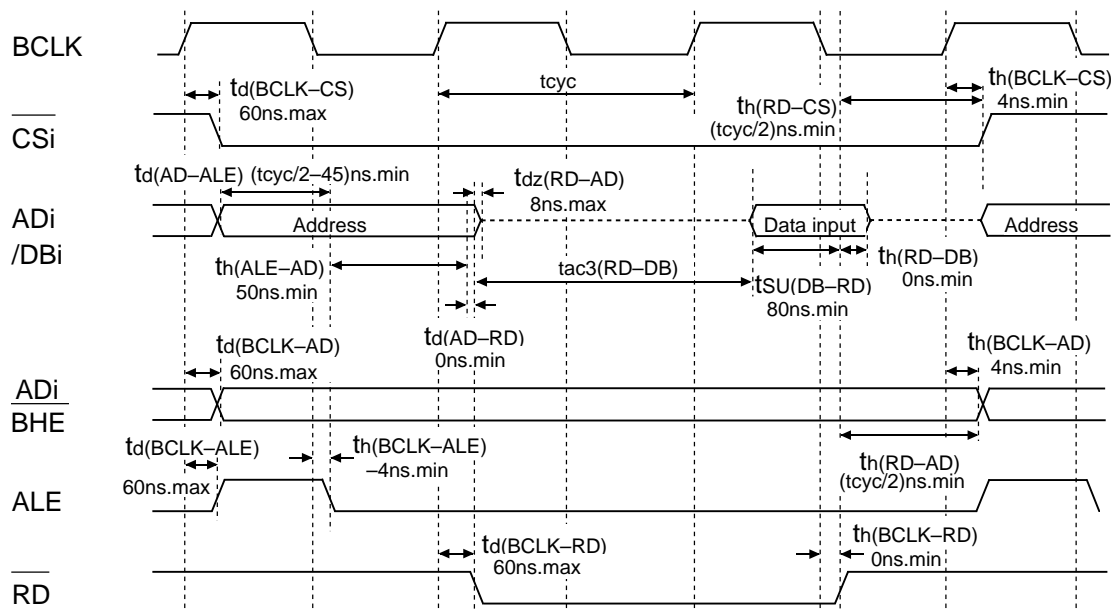 BCLK
td(BCLK–CS)
60ns.max
tcyc
th(RD–CS)
(tcyc/2)ns.min
th(BCLK–CS)
4ns.min
CSi
td(AD–ALE) (tcyc/2–45)ns.min
tdz(RD–AD)
8ns.max
ADi
/DBi
Address
Data input
Address
th(ALE–AD)
50ns.min
tac3(RD–DB)
th(RD–DB)
0ns.min
tSU(DB–RD)
80ns.min
td(AD–RD)
0ns.min
td(BCLK–AD)
60ns.max
th(BCLK–AD)
4ns.min
ADi
BHE
td(BCLK–ALE)
60ns.max
th(BCLK–ALE)
–4ns.min
th(RD–AD)
(tcyc/2)ns.min
ALE
td(BCLK–RD)
60ns.max
th(BCLK–RD)
0ns.min
RD